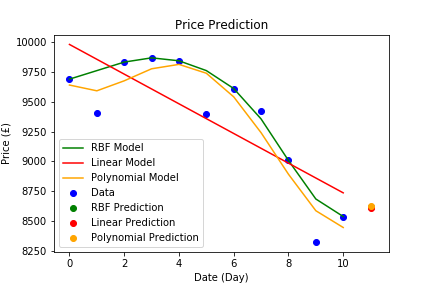 Price Prediction
Price (£)
10000
9750
9500
9250
9000
8750
8500
8250
RBF Model
Linear Model
Polynomial Model
Data
RBF Prediction
Linear Prediction
Polynomial Prediction
0 2 4 6 8 10
Date (Day)